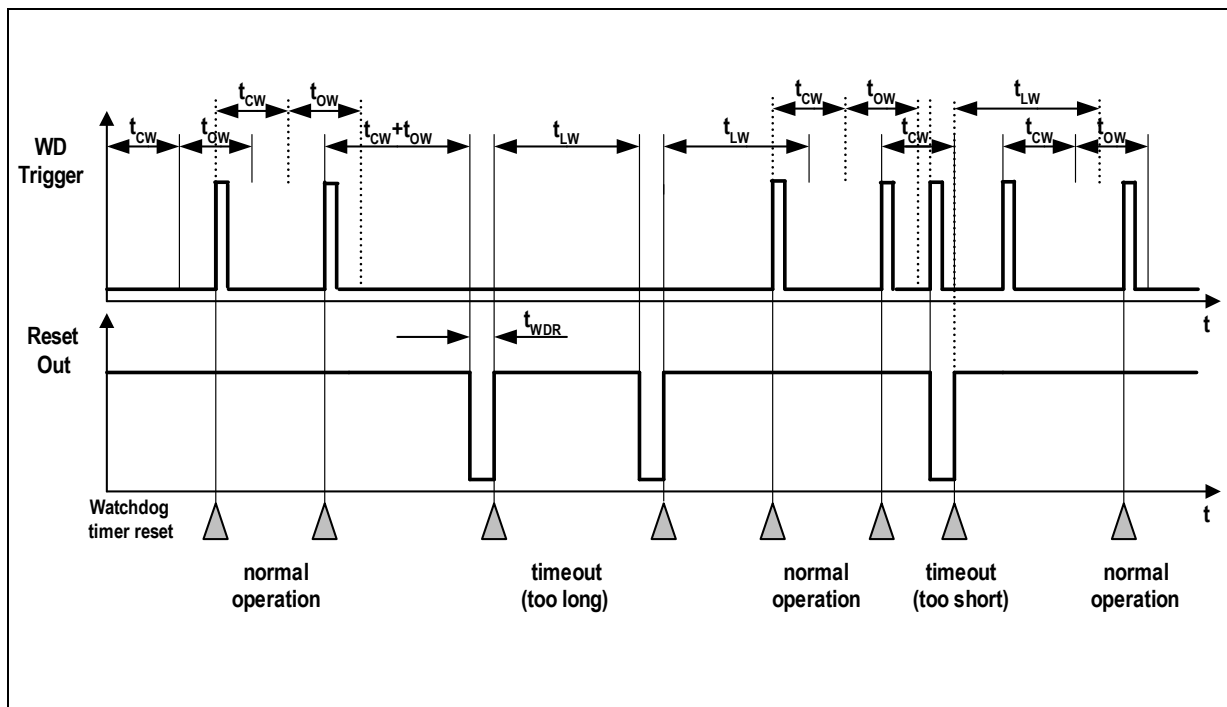 tCW tOW tCW tOW tLW
tCW tOW tCW+tOW tLW tLW tCW tCW tOW
WD
Trigger
t
Reset
Out
tWDR
Watchdog
timer reset
t
normal
operation
timeout
(too long)
normal
operation
timeout
(too short)
normal
operation